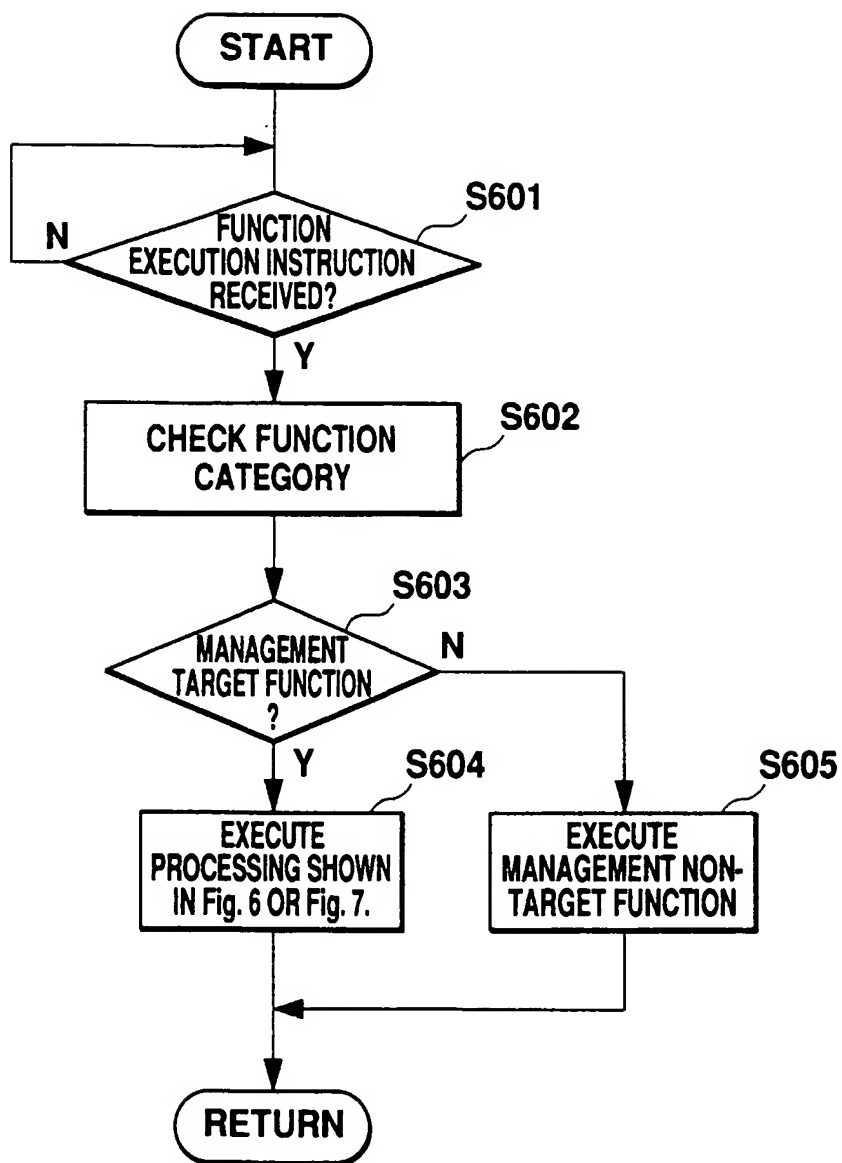 START
S601
N
FUNCTION
EXECUTION INSTRUCTION
RECEIVED?
Y
S602
CHECK FUNCTION
CATEGORY
S603
MANAGEMENT
TARGET FUNCTION
?
N
Y
S604
EXECUTE
PROCESSING SHOWN
IN Fig. 6 OR Fig. 7.
S605
EXECUTE
MANAGEMENT NON-
TARGET FUNCTION
RETURN